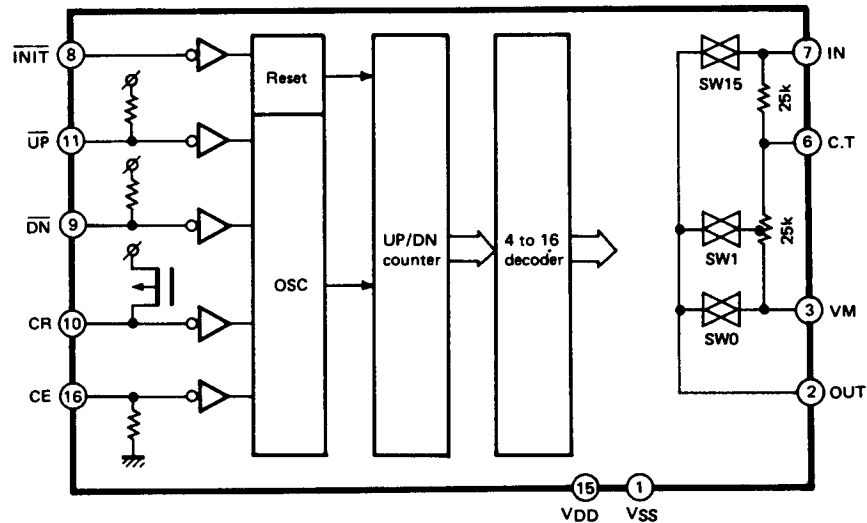 INIT 8
UP 11
DN 9
CR 10
CE 16
Reset
OSC
UP/DN
counter
4 to 16
decoder
SW15
25k
SW1
25k
SW0
7 IN
6 C.T
3 VM
2 OUT
15 1
VDD VSS